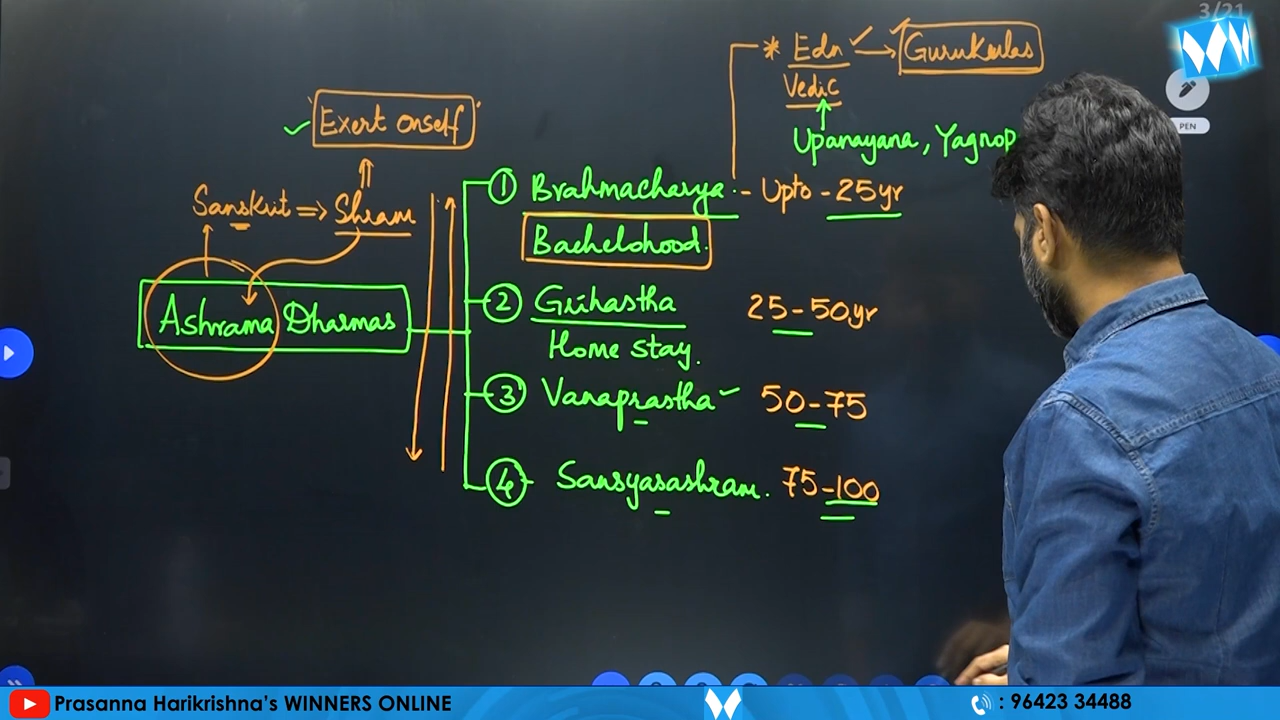 3/21
* Edn → Gurukulas
Vedic
Upanayana, Yagnop
PEN
Exert onself
Sanskrit ⇒ Shram
Ashrama Dharmas
1 Brahmacharya - Upto - 25yr
Bachelohood.
2 Grihastha 25-50yr
Home stay.
3 Vanaprastha 50-75
4 Sansyasashram. 75-100
Prasanna Harikrishna's WINNERS ONLINE
W
: 96423 34488